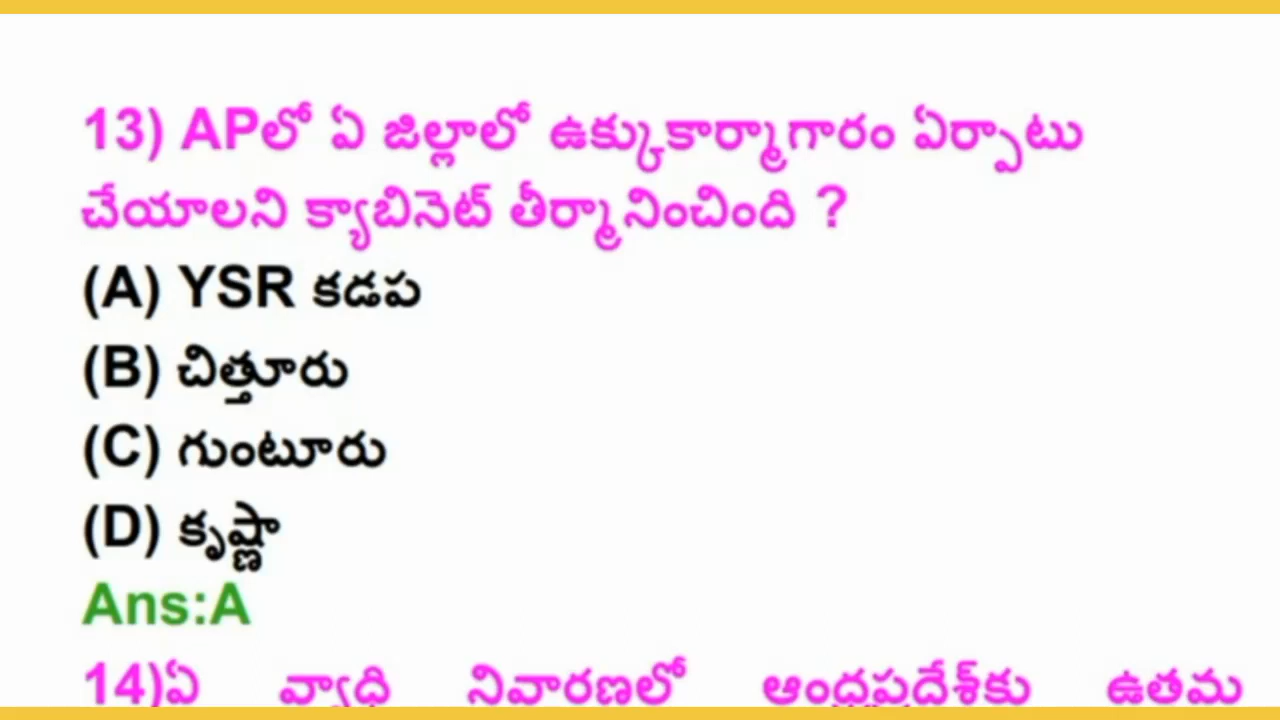 13) APలో ఏ జిల్లాలో ఉక్కుకార్మాగారం ఏర్పాటు
చేయాలని క్యాబినెట్ తీర్మానించింది ?
(A) YSR కడప
(B) చిత్తూరు
(C) గుంటూరు
(D) కృష్ణా
Ans:A
14)ఏ వ్యాధి నివారణలో ఆంధ్రప్రదేశ్‌కు ఉతమ